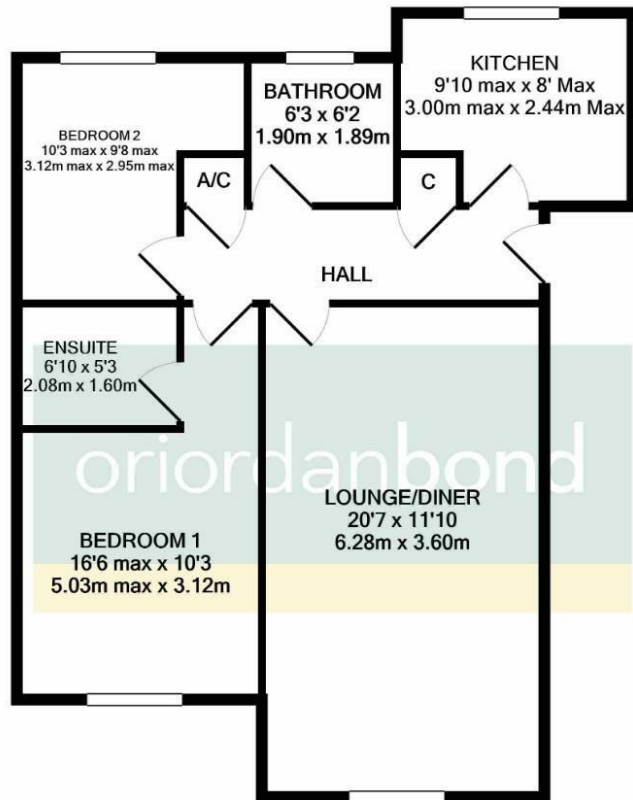 KITCHEN
9'10 max x 8' Max
3.00m max x 2.44m Max
BATHROOM
6'3 x 6'2
1.90m x 1.89m
BEDROOM 2
10'3 max x 9'8 max
3.12m max x 2.95m max
A/C
C
HALL
ENSUITE
6'10 x 5'3
2.08m x 1.60m
oriordanbond
LOUNGE/DINER
20'7 x 11'10
6.28m x 3.60m
BEDROOM 1
16'6 max x 10'3
5.03m max x 3.12m